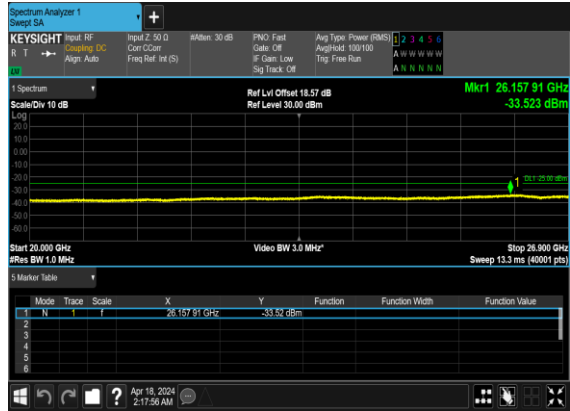 Spectrum Analyzer 1
Swept SA
+
KEYSIGHT Input: RF Input Z: 50 Ω #Atten: 30 dB PNO: Fast Avg Type: Power (RMS) 1 2 3 4 5 6
R T Coupling: DC Corr CCorr Gate: Off Avg|Hold: 100/100 A W W W W W
Align: Auto Freq Ref: Int (S) IF Gain: Low Trig: Free Run
Sig Track: Off A N N N N N
1 Spectrum Ref Lvl Offset 18.57 dB Mkr1 26.157 91 GHz
Scale/Div 10 dB Ref Level 30.00 dBm -33.523 dBm
Log
20.0
10.0
0.00
-10.0
-20.0
1 DL1 -25.00 dBm
-30.0
-40.0
-50.0
-60.0
Start 20.000 GHz Video BW 3.0 MHz* Stop 26.900 GHz
#Res BW 1.0 MHz Sweep 13.3 ms (40001 pts)
5 Marker Table
Mode Trace Scale X Y Function Function Width Function Value
1 N 1 f 26.157 91 GHz -33.52 dBm
2
3
4
5
6
? Apr 18, 2024
2:17:56 AM